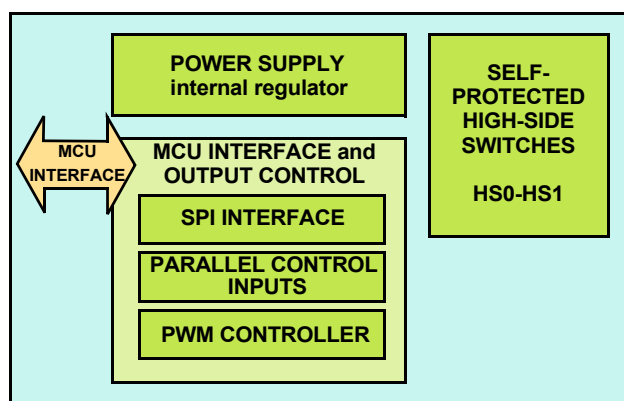 POWER SUPPLY
internal regulator
SELF-
PROTECTED
HIGH-SIDE
SWITCHES
HS0-HS1
MCU
INTERFACE
MCU INTERFACE and
OUTPUT CONTROL
SPI INTERFACE
PARALLEL CONTROL
INPUTS
PWM CONTROLLER